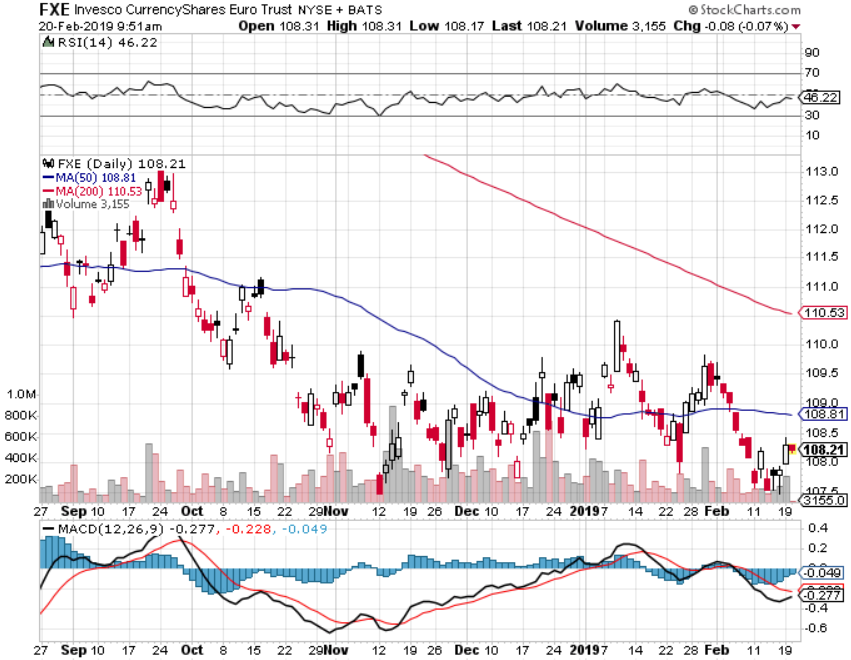 FXE Invesco CurrencyShares Euro Trust NYSE + BATS © StockCharts.com
20-Feb-2019 9:51am Open 108.31 High 108.31 Low 108.17 Last 108.21 Volume 3,155 Chg -0.08 (-0.07%)
RSI(14) 46.22
90
70
46.22
30
10
FXE (Daily) 108.21
MA(50) 108.81
MA(200) 110.53
Volume 3,155
113.0
112.5
112.0
111.5
111.0
110.53
110.0
109.5
109.0
108.81
108.5
108.21
108.0
107.5
3155.0
1.0M
800K
600K
400K
200K
27 Sep 10 17 24 Oct 8 15 22 29 Nov 12 19 26 Dec 10 17 24 2019 7 14 22 28 Feb 11 19
MACD(12,26,9) -0.277, -0.228, -0.049
0.4
0.2
-0.049
-0.277
-0.4
-0.6
27 Sep 10 17 24 Oct 8 15 22 29 Nov 12 19 26 Dec 10 17 24 2019 7 14 22 28 Feb 11 19